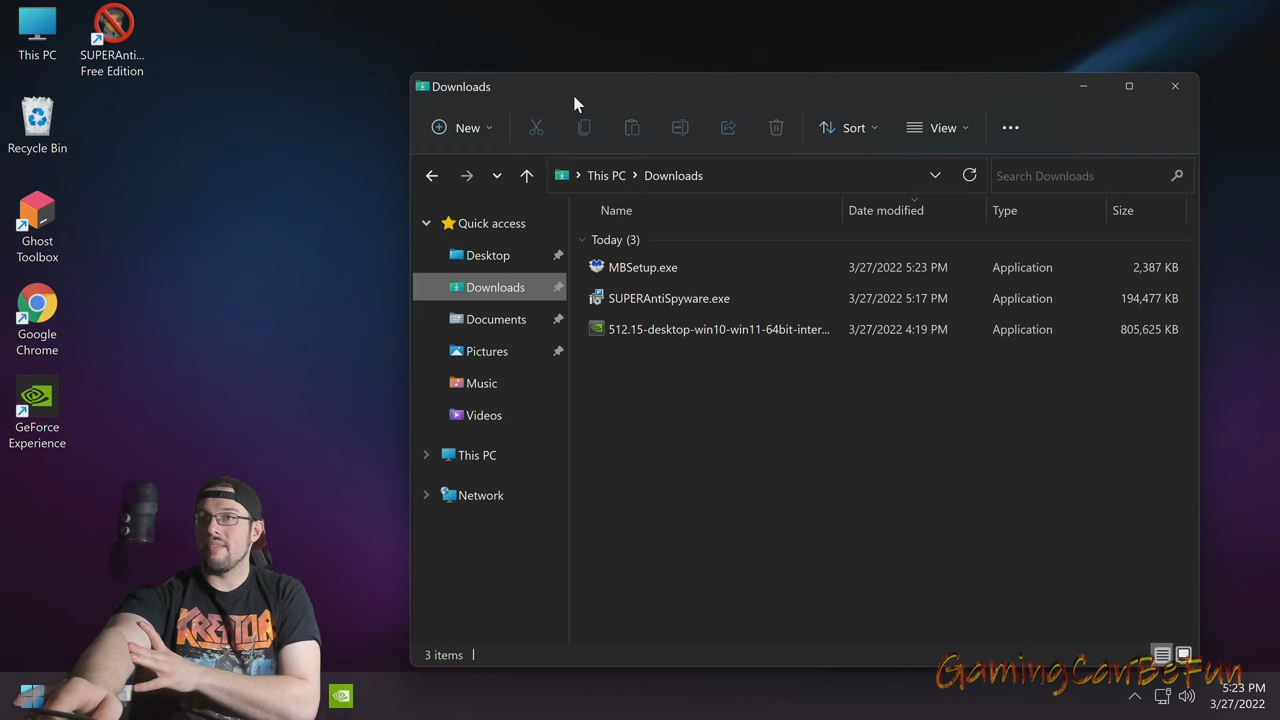 This PC
SUPERAnti...
Free Edition
Recycle Bin
Ghost
Toolbox
Google
Chrome
GeForce
Experience
Downloads
New
Sort
View
This PC
Downloads
Search Downloads
Quick access
Desktop
Downloads
Documents
Pictures
Music
Videos
This PC
Network
Name Date modified Type Size
Today (3)
MBSetup.exe 3/27/2022 5:23 PM Application 2,387 KB
SUPERAntiSpyware.exe 3/27/2022 5:17 PM Application 194,477 KB
512.15-desktop-win10-win11-64bit-inter... 3/27/2022 4:19 PM Application 805,625 KB
3 items
KREATOR
GamingCanBeFun
5:23 PM
3/27/2022